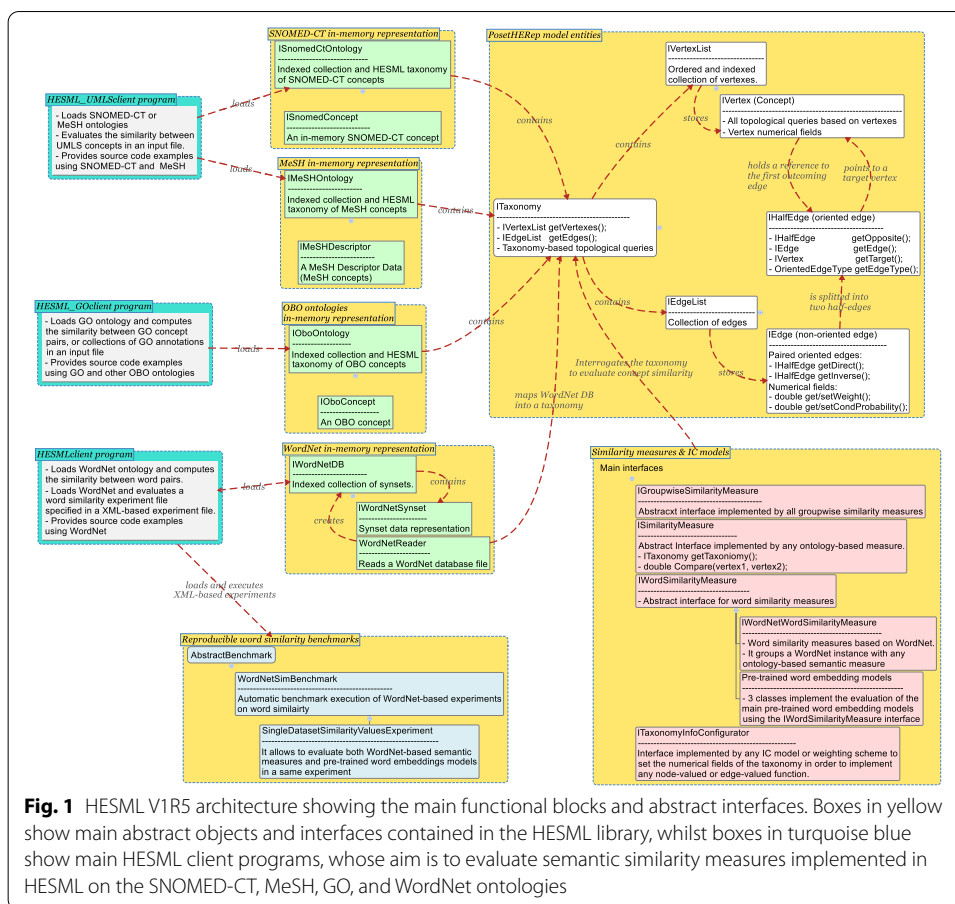 SNOMED-CT in-memory representation
ISnomedCtOntology
Indexed collection and HESML taxonomy
of SNOMED-CT concepts
ISnomedConcept
An in-memory SNOMED-CT concept
HESML_UMLSclient program
- Loads SNOMED-CT or
MeSH ontologies
- Evaluates the similarity between
UMLS concepts in an input file.
- Provides source code examples
using SNOMED-CT and MeSH
loads
loads
MeSH in-memory representation
IMeSHOntology
Indexed collection and HESML
taxonomy of MeSH concepts
IMeSHDescriptor
A MeSH Descriptor Data
(MeSH concepts)
HESML_GOclient program
- Loads GO ontology and computes
the similarity between GO concept
pairs, or collections of GO annotations
in an input file
- Provides source code examples
using GO and other OBO ontologies
loads
OBO ontologies
in-memory representation
IOboOntology
Indexed collection and HESML
taxonomy of OBO concepts
IOboConcept
An OBO concept
HESMLclient program
- Loads WordNet ontology and computes
the similarity between word pairs.
- Loads WordNet and evaluates a
word similarity experiment file
specified in a XML-based experiment file.
- Provides source code examples
using WordNet
loads
WordNet in-memory representation
IWordNetDB
Indexed collection of synsets.
contains
creates
IWordNetSynset
Synset data representation
WordNetReader
Reads a WordNet database file
contains
contains
contains
maps WordNet DB
into a taxonomy
PosetHERep model entities
IVertexList
Ordered and indexed
collection of vertexes.
stores
IVertex (Concept)
- All topological queries based on vertexes
- Vertex numerical fields
contains
holds a reference to
the first outcoming
edge
points to a
target vertex
ITaxonomy
- IVertexList getVertexes();
- IEdgeList getEdges();
- Taxonomy-based topological queries
IHalfEdge (oriented edge)
- IHalfEdge getOpposite();
- IEdge getEdge();
- IVertex getTarget();
- OrientedEdgeType getEdgeType();
contains
IEdgeList
Collection of edges
is splitted into
two half-edges
stores
IEdge (non-oriented edge)
Paired oriented edges:
- IHalfEdge getDirect();
- IHalfEdge getInverse();
Numerical fields:
- double get/setWeight();
- double get/setCondProbability();
Interrogates the taxonomy
to evaluate concept similarity
loads and executes
XML-based experiments
Reproducible word similarity benchmarks
AbstractBenchmark
WordNetSimBenchmark
Automatic benchmark execution of WordNet-based experiments
on word similairty
SingleDatasetSimilarityValuesExperiment
It allows to evaluate both WordNet-based semantic
measures and pre-trained word embeddings models
in a same experiment
Similarity measures & IC models
Main interfaces
IGroupwiseSimilarityMeasure
Abstracxt interface implemented by all groupwise similarity measures
ISimilarityMeasure
Abstract Interface implemented by any ontology-based measure.
- ITaxonomy getTaxoniomy();
- double Compare(vertex1, vertex2);
IWordSimilarityMeasure
- Abstract interface for word similarity measures
IWordNetWordSimilarityMeasure
- Word similarity measures based on WordNet.
- It groups a WordNet instance with any
ontology-based semantic measure
Pre-trained word embedding models
- 3 classes implement the evaluation of the
main pre-trained word embedding models
using the IWordSimilarityMeasure interface
ITaxonomyInfoConfigurator
Interface implemented by any IC model or weighting scheme to
set the numerical fields of the taxonomy in order to implement
any node-valued or edge-valued function.
Fig. 1 HESML V1R5 architecture showing the main functional blocks and abstract interfaces. Boxes in yellow
show main abstract objects and interfaces contained in the HESML library, whilst boxes in turquoise blue
show main HESML client programs, whose aim is to evaluate semantic similarity measures implemented in
HESML on the SNOMED-CT, MeSH, GO, and WordNet ontologies